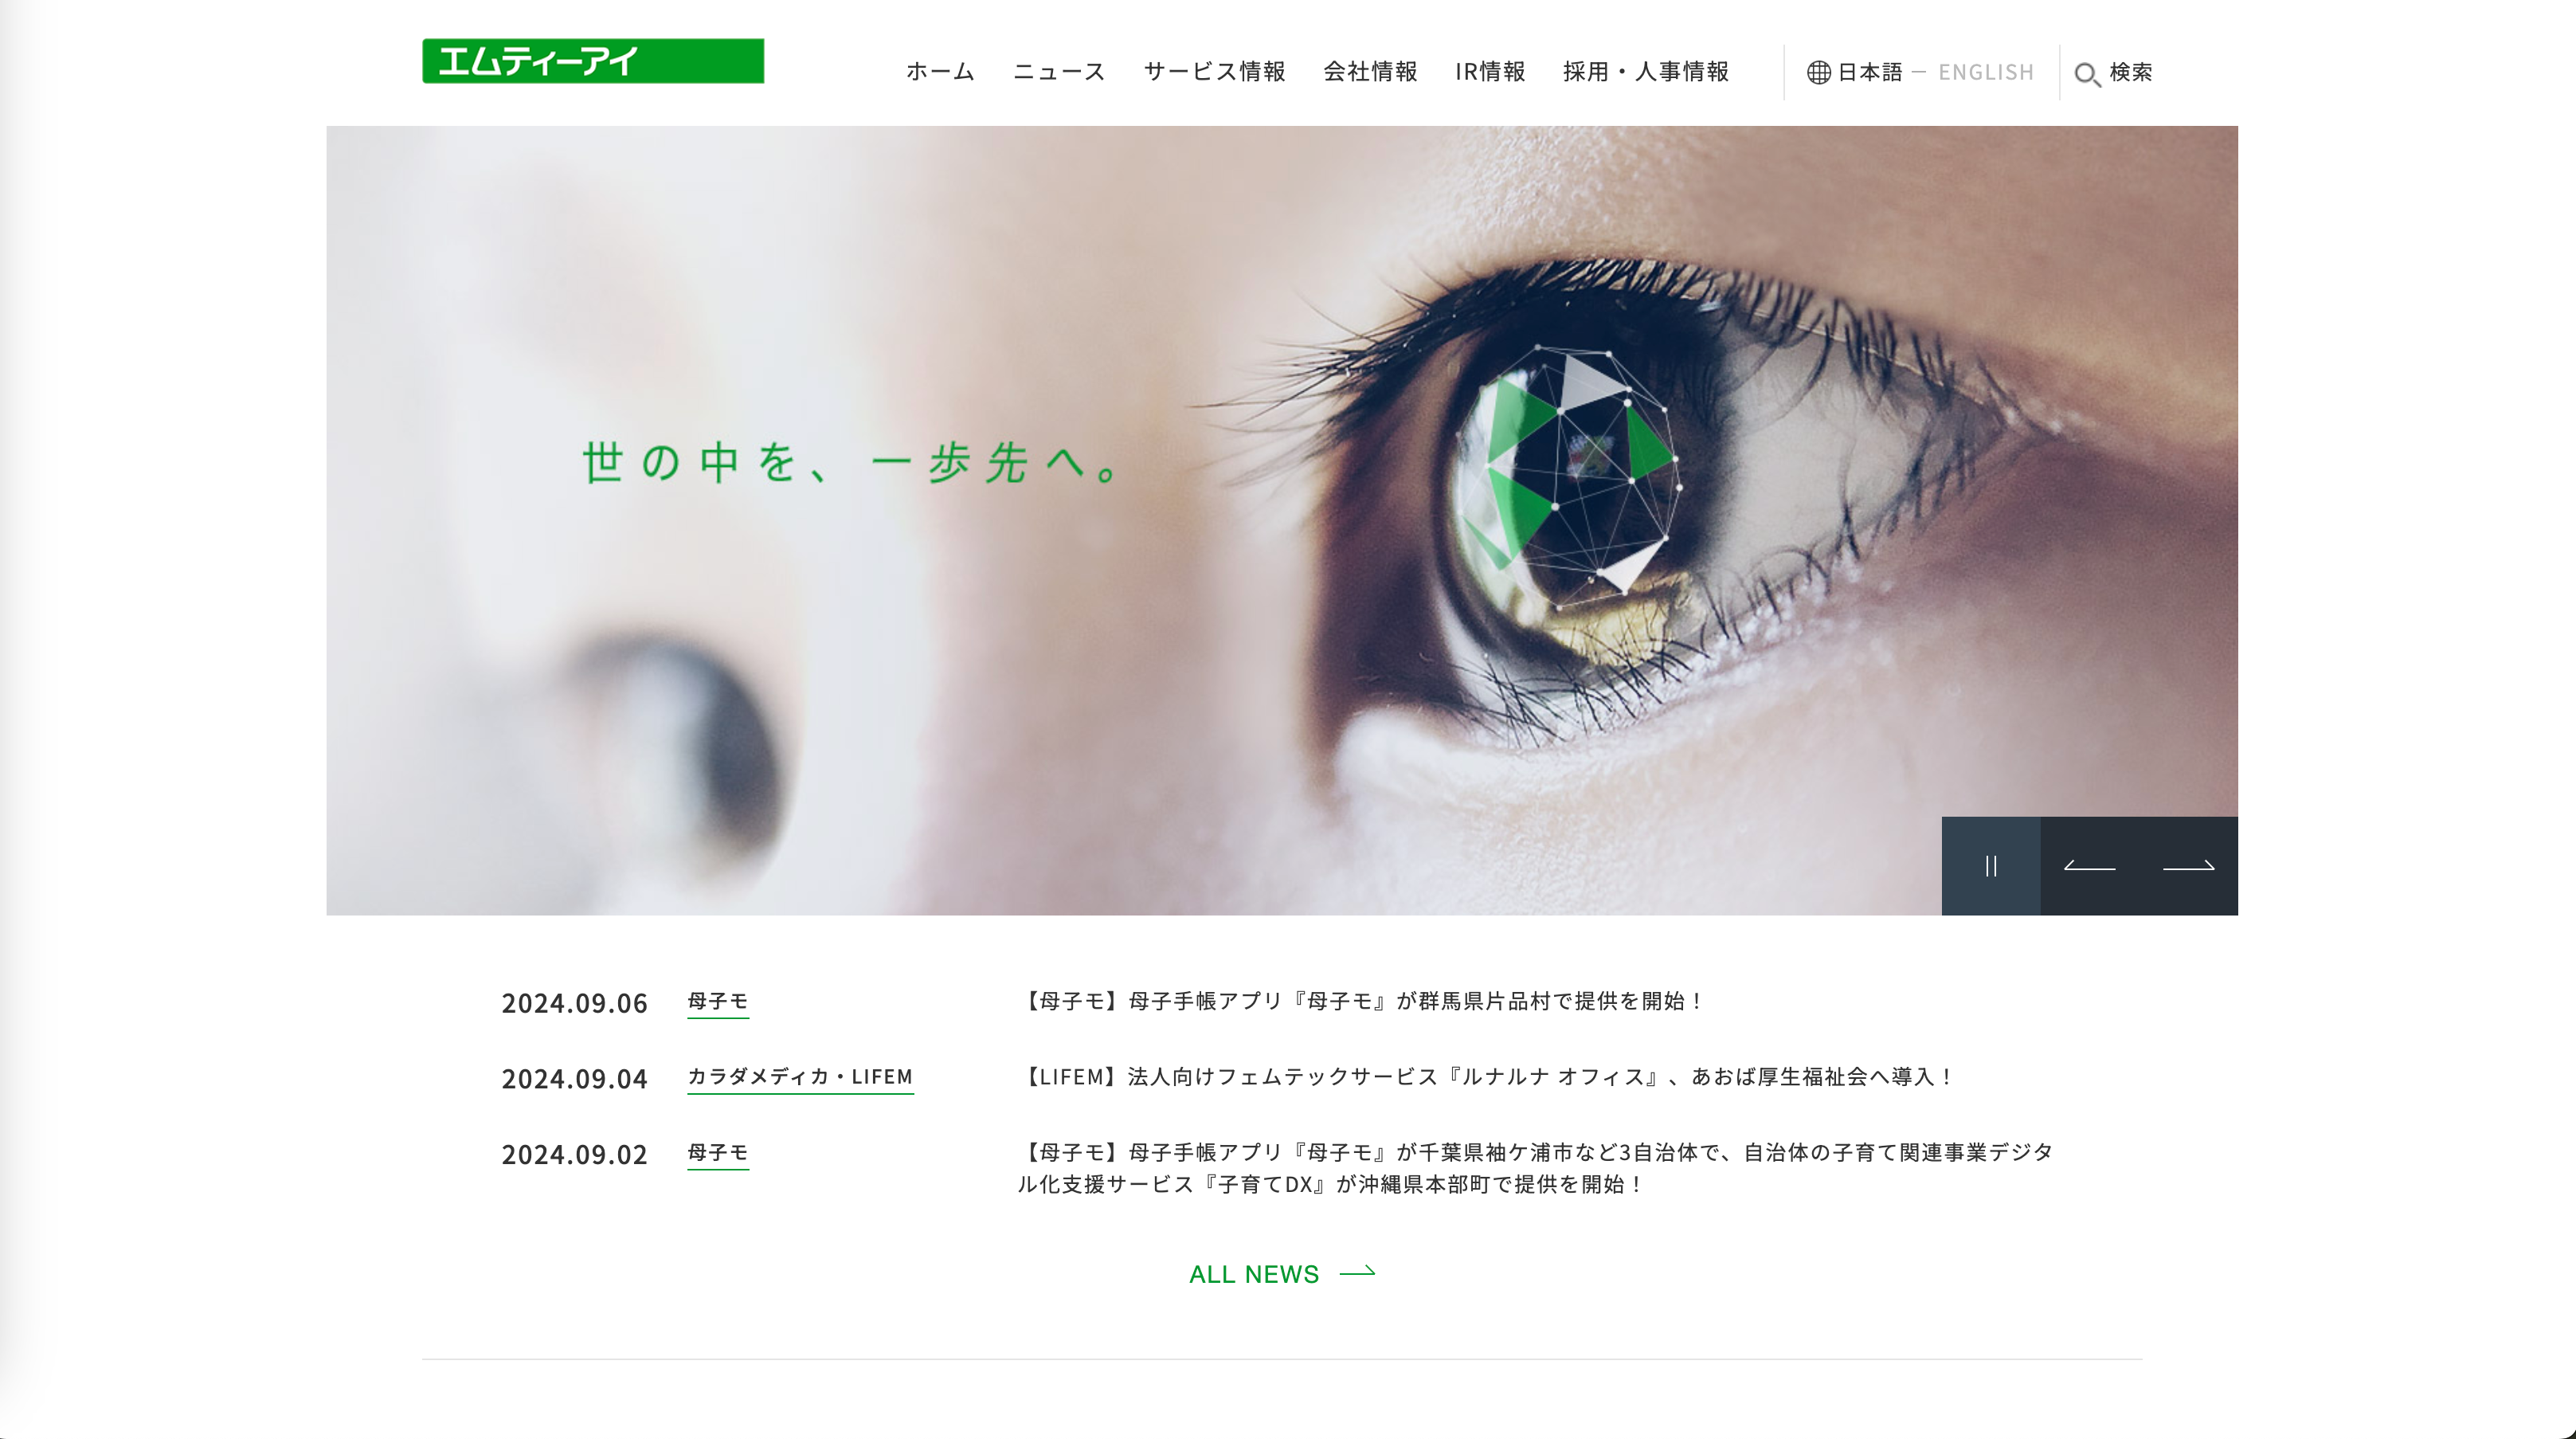 エムティーアイ
ホーム ニュース サービス情報 会社情報 IR情報 採用・人事情報 日本語 ー ENGLISH 検索
世の中を、一歩先へ。
2024.09.06 母子モ 【母子モ】母子手帳アプリ『母子モ』が群馬県片品村で提供を開始！
2024.09.04 カラダメディカ・LIFEM 【LIFEM】法人向けフェムテックサービス『ルナルナ オフィス』、あおば厚生福祉会へ導入！
2024.09.02 母子モ 【母子モ】母子手帳アプリ『母子モ』が千葉県袖ケ浦市など3自治体で、自治体の子育て関連事業デジタ
ル化支援サービス『子育てDX』が沖縄県本部町で提供を開始！
ALL NEWS